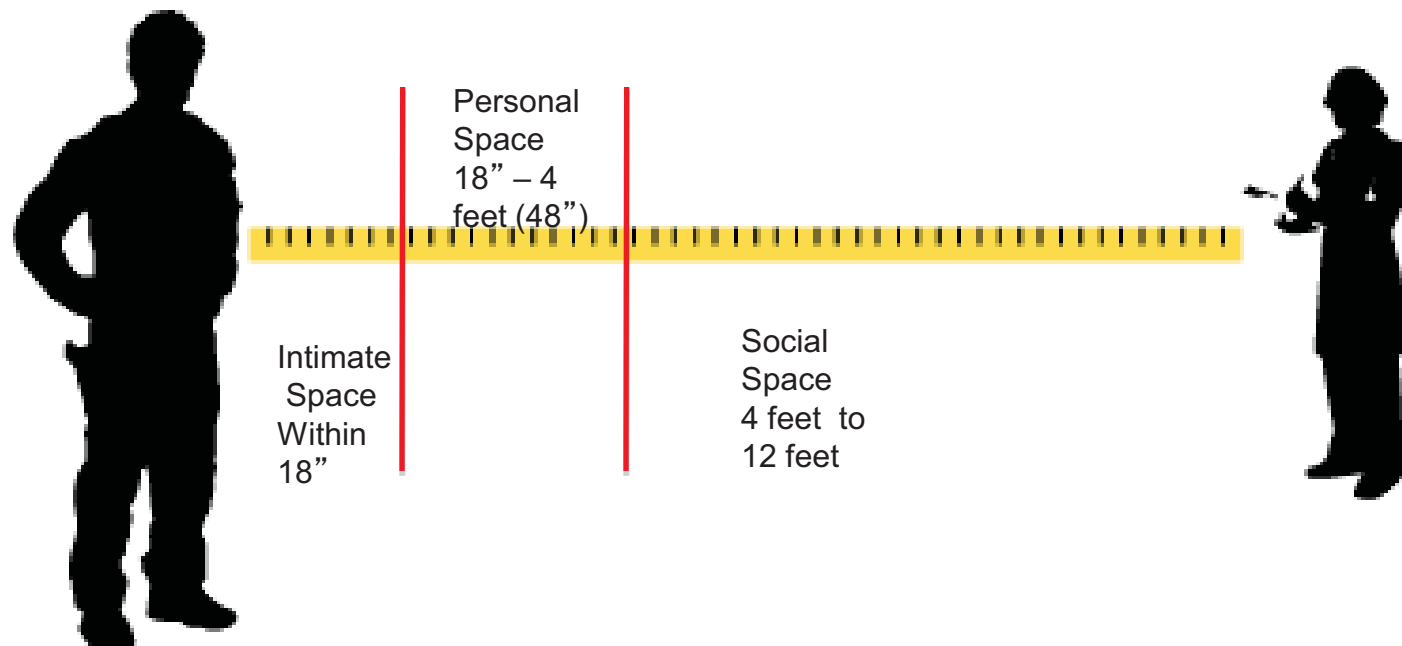 Personal
Space
18” – 4
feet (48”)
Intimate
Space
Within
18”
Social
Space
4 feet to
12 feet